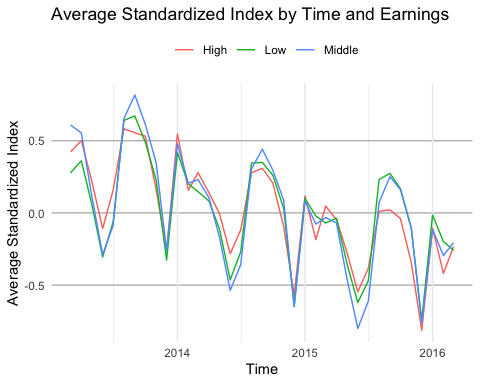 Average Standardized Index by Time and Earnings
High Low Middle
Average Standardized Index
0.5
0.0
-0.5
2014 2015 2016
Time